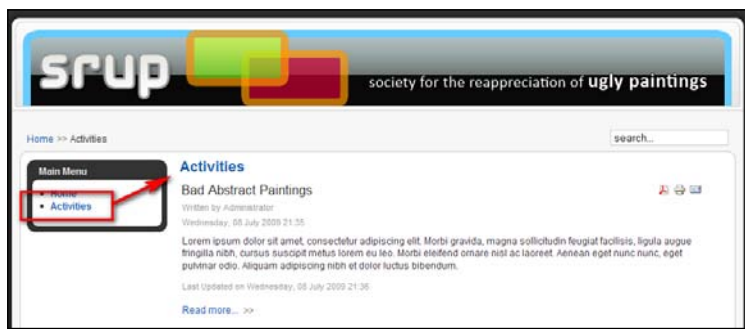 srup
society for the reappreciation of ugly paintings
Home >> Activities
search...
Main Menu
Home
Activities
Activities
Bad Abstract Paintings
Written by Administrator
Wednesday, 08 July 2009 21:35
Lorem ipsum dolor sit amet, consectetur adipiscing elit. Morbi gravida, magna sollicitudin feugiat facilisis, ligula augue
fringilla nibh, cursus suscipit metus lorem eu leo. Morbi eleifend ornare nisl ac laoreet. Aenean eget nunc nunc, eget
pulvinar odio. Aliquam adipiscing nibh et dolor luctus bibendum.
Last Updated on Wednesday, 08 July 2009 21:36
Read more... >>